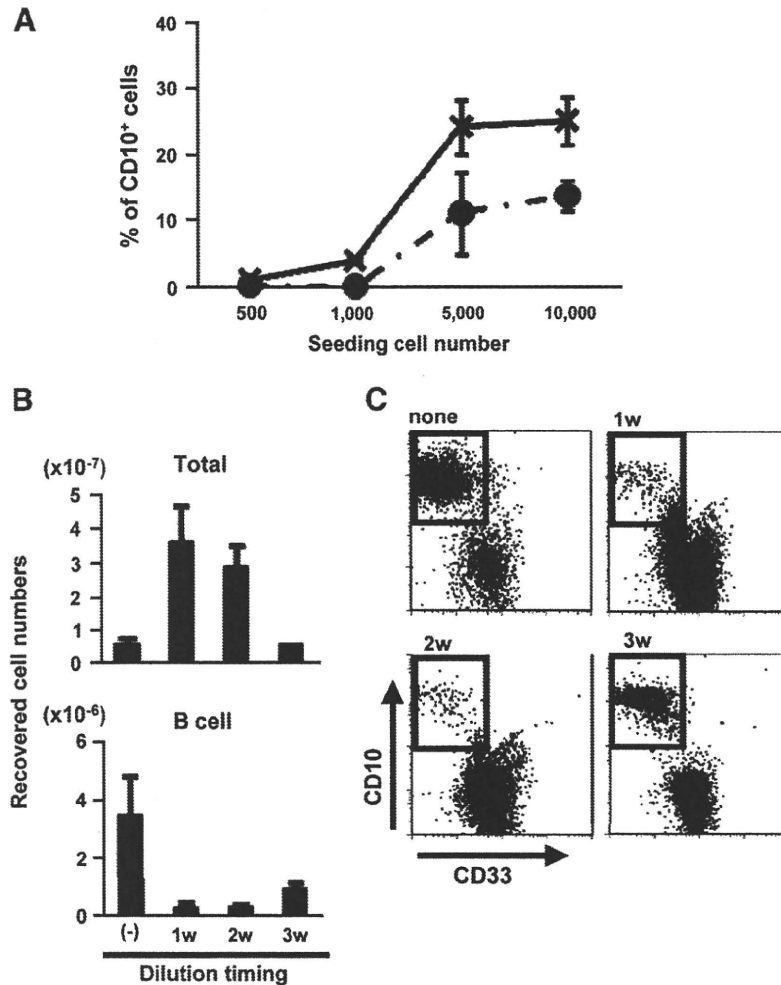 A
% of CD10⁺ cells
40
30
20
10
0
500 1,000 5,000 10,000
Seeding cell number
B
Recovered cell numbers
(x10⁻⁷)
Total
5
4
3
2
1
0
(x10⁻⁶)
B cell
6
4
2
0
(-) 1w 2w 3w
Dilution timing
C
none
1w
2w
3w
CD10
CD33